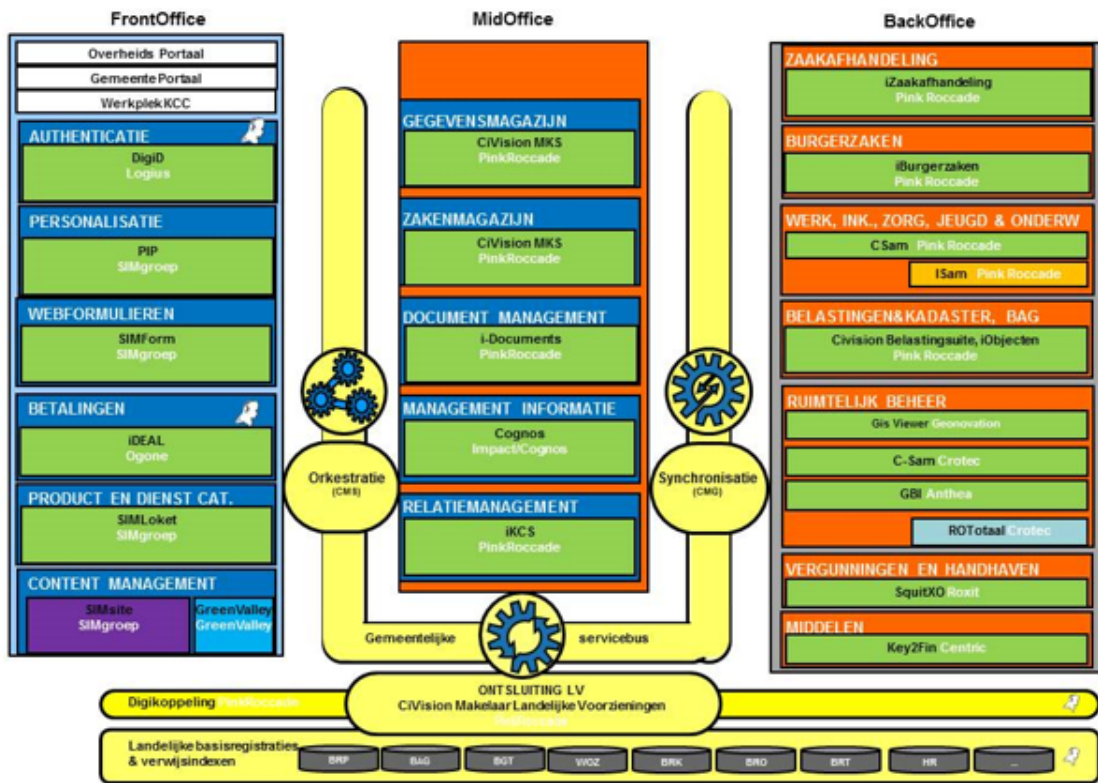 FrontOffice
MidOffice
BackOffice
Overheids Portaal
Gemeente Portaal
Werkplek KCC
AUTHENTICATIE
DigiD
Logius
PERSONALISATIE
PIP
SIMgroep
WEBFORMULIEREN
SIMForm
SIMgroep
BETALINGEN
iDEAL
Ogone
PRODUCT EN DIENST CAT.
SIMLoket
SIMgroep
CONTENT MANAGEMENT
SIMsite
SIMgroep
GreenValley
GreenValley
Orkestratie
(CMS)
GEGEVENSMAGAZIJN
CiVision MKS
PinkRoccade
ZAKENMAGAZIJN
CiVision MKS
PinkRoccade
DOCUMENT MANAGEMENT
i-Documents
PinkRoccade
MANAGEMENT INFORMATIE
Cognos
Impact/Cognos
RELATIEMANAGEMENT
iKCS
PinkRoccade
Synchronisatie
(CMG)
Gemeentelijke servicebus
ZAAKAFHANDELING
iZaakafhandeling
Pink Roccade
BURGERZAKEN
iBurgerzaken
Pink Roccade
WERK, INK., ZORG, JEUGD & ONDERW
CSam Pink Roccade
ISam Pink Roccade
BELASTINGEN&KADASTER, BAG
Civision Belastingsuite, iObjecten
Pink Roccade
RUIMTELIJK BEHEER
Gis Viewer Geonovation
C-Sam Crotec
GBI Anthea
ROTotaal Crotec
VERGUNNINGEN EN HANDHAVEN
SquitXO Roxit
MIDDELEN
Key2Fin Centric
Digikoppeling PinkRoccade
ONTSLUITING LV
CiVision Makelaar Landelijke Voorzieningen
Landelijke basisregistraties
& verwijsindexen
BRP
BAG
BGT
WOZ
BRK
BRO
BRT
HR
...